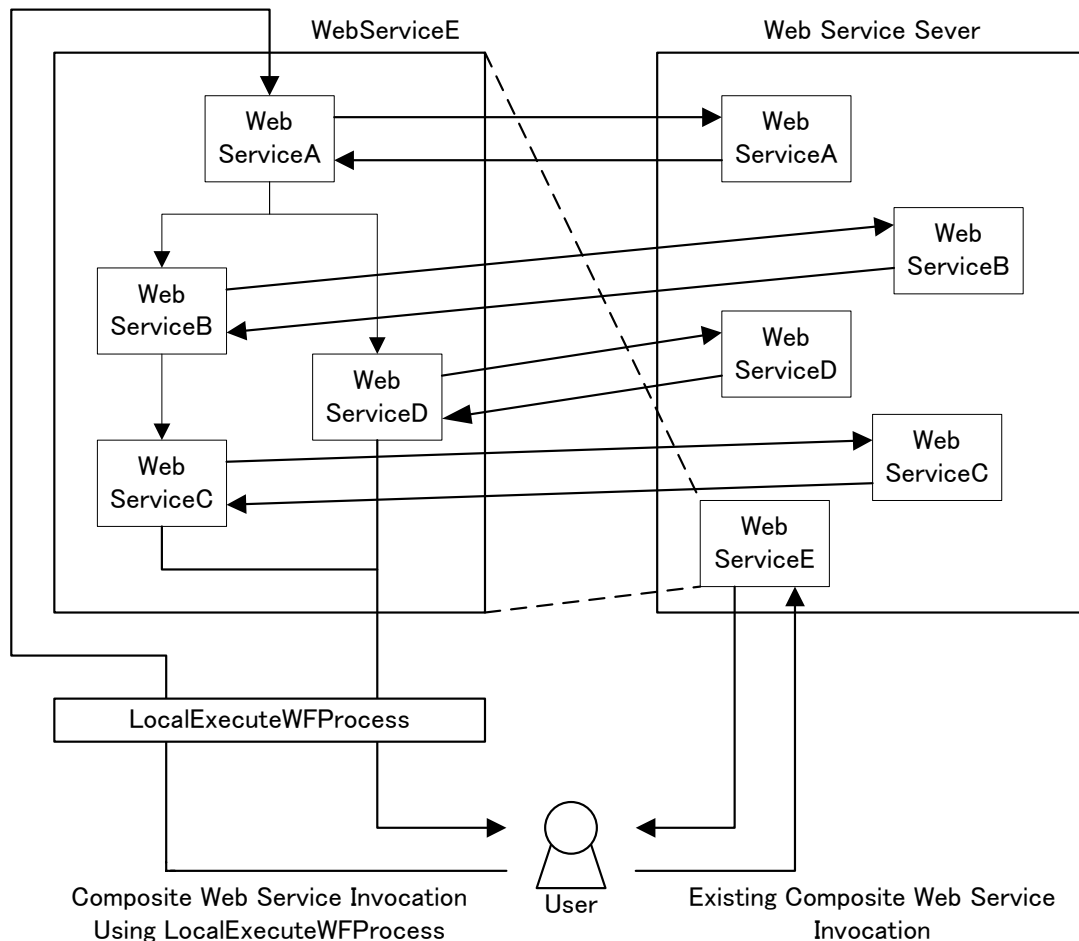 WebServiceE
Web Service Sever
Web
ServiceA
Web
ServiceA
Web
ServiceB
Web
ServiceB
Web
ServiceD
Web
ServiceD
Web
ServiceC
Web
ServiceC
Web
ServiceE
LocalExecuteWFProcess
User
Composite Web Service Invocation
Using LocalExecuteWFProcess
Existing Composite Web Service
Invocation